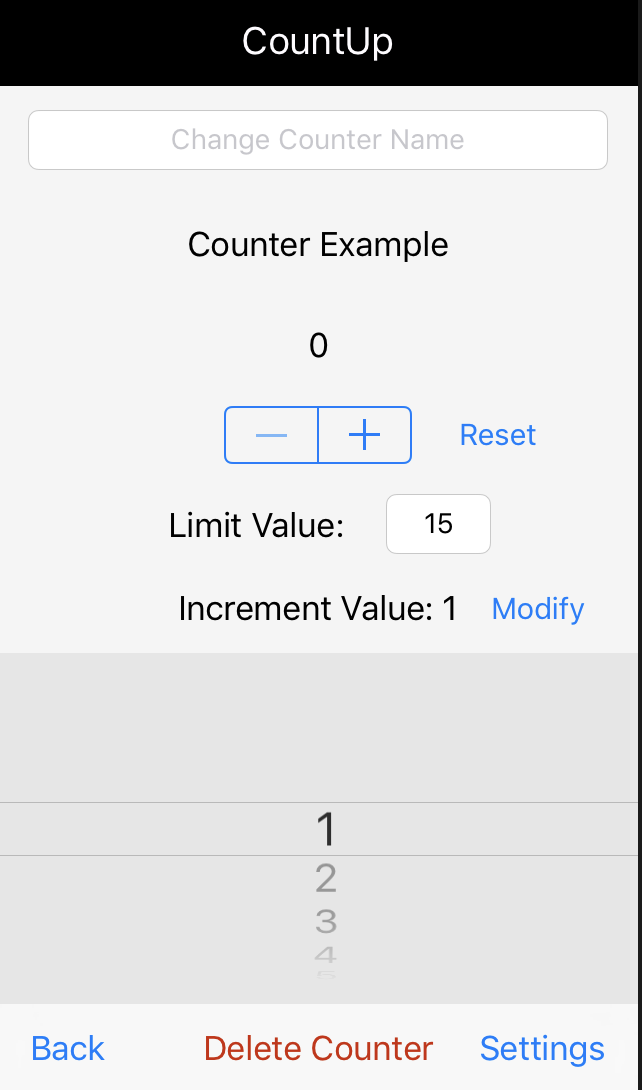 CountUp
Change Counter Name
Counter Example
0
− + Reset
Limit Value: 15
Increment Value: 1 Modify
1
2
3
4
5
Back Delete Counter Settings